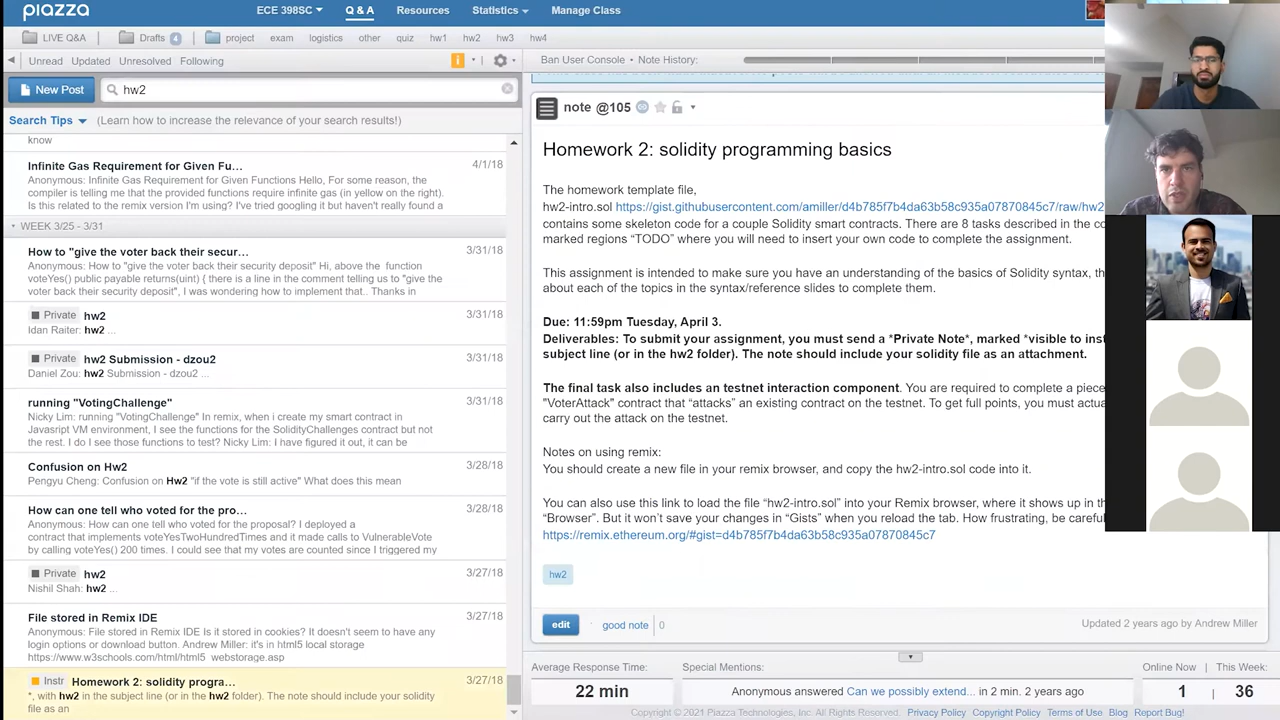 piazza
ECE 398SC
Q & A
Resources
Statistics
Manage Class
LIVE Q&A
Drafts 4
project
exam
logistics
other
quiz
hw1
hw2
hw3
hw4
Unread Updated Unresolved Following
Ban User Console • Note History:
New Post
hw2
Search Tips
(Learn how to increase the relevance of your search results!)
know
Infinite Gas Requirement for Given Fu... 4/1/18
Anonymous: Infinite Gas Requirement for Given Functions Hello, For some reason, the
compiler is telling me that the provided functions require infinite gas (in yellow on the right).
Is this related to the remix version I'm using? I've tried googling it but haven't really found a
WEEK 3/25 - 3/31
How to "give the voter back their secur... 3/31/18
Anonymous: How to "give the voter back their security deposit" Hi, above the function
voteYes() public payable returns(uint) { there is a line in the comment telling us to "give the
voter back their security deposit", I was wondering how to implement that.. Thanks in
Private hw2 3/31/18
Idan Raiter: hw2 ...
Private hw2 Submission - dzou2 3/31/18
Daniel Zou: hw2 Submission - dzou2 ...
running "VotingChallenge" 3/31/18
Nicky Lim: running "VotingChallenge" In remix, when i create my smart contract in
Javasript VM environment, I see the functions for the SolidityChallenges contract but not
the rest. I do I see those functions to test? Nicky Lim: I have figured it out, it can be
Confusion on Hw2 3/28/18
Pengyu Cheng: Confusion on Hw2 "if the vote is still active" What does this mean
How can one tell who voted for the pro... 3/28/18
Anonymous: How can one tell who voted for the proposal? I deployed a
contract that implements voteYesTwoHundredTimes and it made calls to VulnerableVote
by calling voteYes() 200 times. I could see that my votes are counted since I triggered my
Private hw2 3/27/18
Nishil Shah: hw2 ...
File stored in Remix IDE 3/27/18
Anonymous: File stored in Remix IDE Is it stored in cookies? It doesn't seem to have any
login options or download button. Andrew Miller: it's in html5 local storage
https://www.w3schools.com/html/html5_webstorage.asp
Instr Homework 2: solidity progra... 3/27/18
*, with hw2 in the subject line (or in the hw2 folder). The note should include your solidity
file as an
note @105
Homework 2: solidity programming basics
The homework template file,
hw2-intro.sol https://gist.githubusercontent.com/amiller/d4b785f7b4da63b58c935a07870845c7/raw/hw2
contains some skeleton code for a couple Solidity smart contracts. There are 8 tasks described in the co
marked regions “TODO” where you will need to insert your own code to complete the assignment.
This assignment is intended to make sure you have an understanding of the basics of Solidity syntax, th
about each of the topics in the syntax/reference slides to complete them.
Due: 11:59pm Tuesday, April 3.
Deliverables: To submit your assignment, you must send a *Private Note*, marked *visible to inst
subject line (or in the hw2 folder). The note should include your solidity file as an attachment.
The final task also includes an testnet interaction component. You are required to complete a piece
"VoterAttack" contract that “attacks” an existing contract on the testnet. To get full points, you must actua
carry out the attack on the testnet.
Notes on using remix:
You should create a new file in your remix browser, and copy the hw2-intro.sol code into it.
You can also use this link to load the file “hw2-intro.sol” into your Remix browser, where it shows up in th
“Browser”. But it won’t save your changes in “Gists” when you reload the tab. How frustrating, be carefu
https://remix.ethereum.org/#gist=d4b785f7b4da63b58c935a07870845c7
hw2
edit · good note 0
Updated 2 years ago by Andrew Miller
Average Response Time:
22 min
Special Mentions:
Anonymous answered Can we possibly extend... in 2 min. 2 years ago
Online Now
1
This Week:
36
Copyright © 2021 Piazza Technologies, Inc. All Rights Reserved. Privacy Policy Copyright Policy Terms of Use Blog Report Bug!